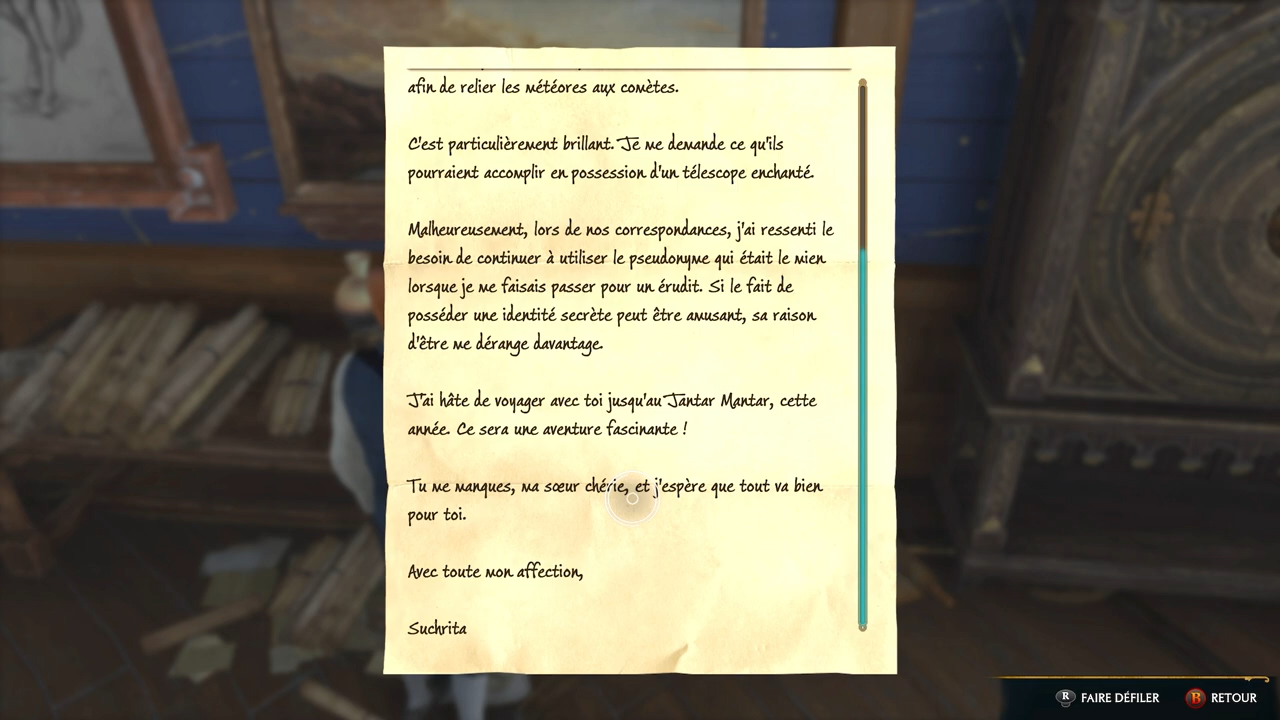 afin de relier les météores aux comètes.
C'est particulièrement brillant. Je me demande ce qu'ils
pourraient accomplir en possession d'un télescope enchanté.
Malheureusement, lors de nos correspondances, j'ai ressenti le
besoin de continuer à utiliser le pseudonyme qui était le mien
lorsque je me faisais passer pour un érudit. Si le fait de
posséder une identité secrète peut être amusant, sa raison
d'être me dérange davantage.
J'ai hâte de voyager avec toi jusqu'au Jantar Mantar, cette
année. Ce sera une aventure fascinante !
Tu me manques, ma sœur chérie, et j'espère que tout va bien
pour toi.
Avec toute mon affection,
Suchrita
R FAIRE DÉFILER B RETOUR